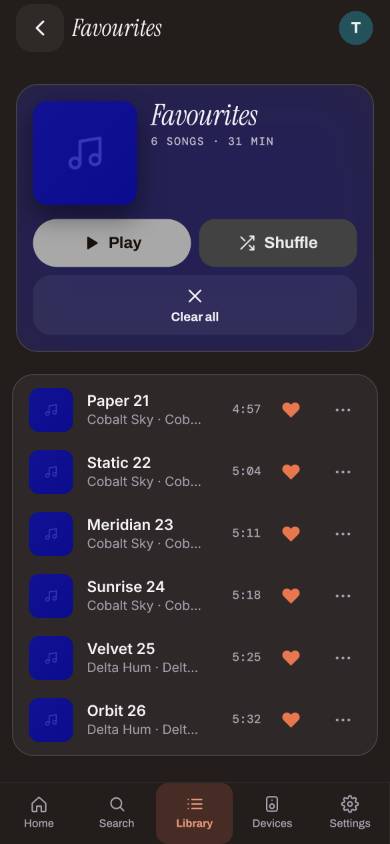 Favourites
T
Favourites
6 SONGS · 31 MIN
Play
Shuffle
Clear all
Paper 21
Cobalt Sky · Cob...
4:57
Static 22
Cobalt Sky · Cob...
5:04
Meridian 23
Cobalt Sky · Cob...
5:11
Sunrise 24
Cobalt Sky · Cob...
5:18
Velvet 25
Delta Hum · Delt...
5:25
Orbit 26
Delta Hum · Delt...
5:32
Home
Search
Library
Devices
Settings